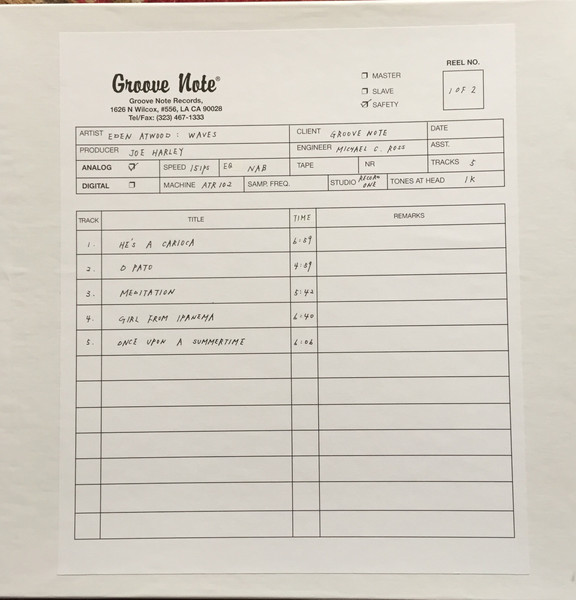 REEL NO.
1 OF 2
Groove Note®
Groove Note Records,
1626 N Wilcox, #556, LA CA 90028
Tel/Fax: (323) 467-1333
MASTER
SLAVE
SAFETY
ARTIST EDEN ATWOOD : WAVES CLIENT GROOVE NOTE DATE
PRODUCER JOE HARLEY ENGINEER MICHAEL C. ROSS ASST.
ANALOG SPEED 15 IPS EQ NAB TAPE NR TRACKS 5
DIGITAL MACHINE ATR 102 SAMP. FREQ. STUDIO RECORD ONE TONES AT HEAD 1K
TRACK TITLE TIME REMARKS
1. HE'S A CARIOCA 6:59
2. O PATO 4:59
3. MEDITATION 5:42
4. GIRL FROM IPANEMA 6:40
5. ONCE UPON A SUMMERTIME 6:06